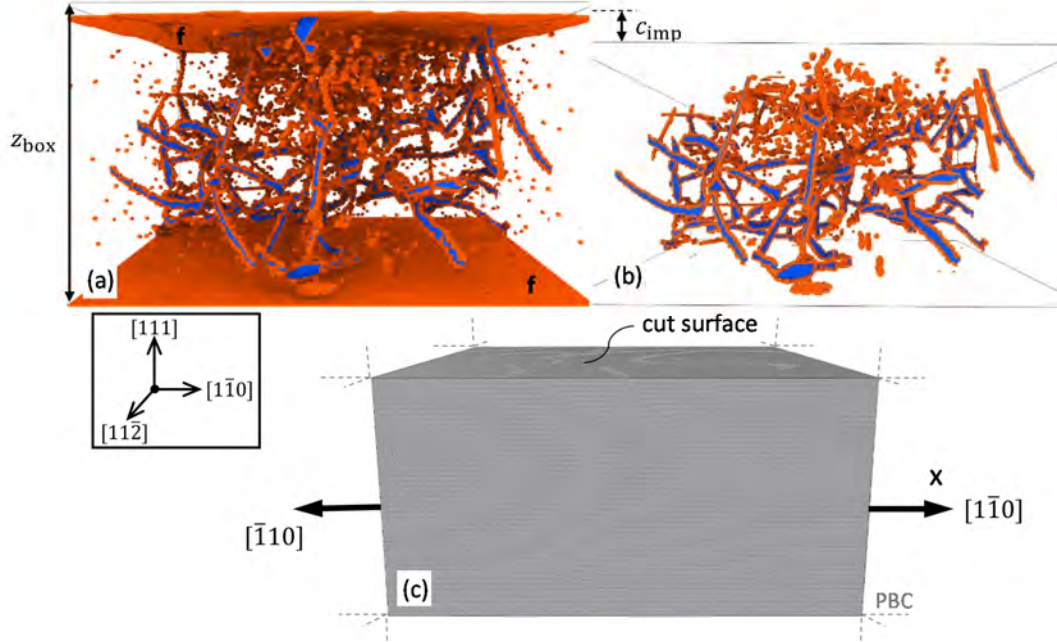 c_imp
f
z_box
(a)
f
(b)
cut surface
[111]
[11̅0]
[112̅]
x
[1̅10]
[11̅0]
(c)
PBC